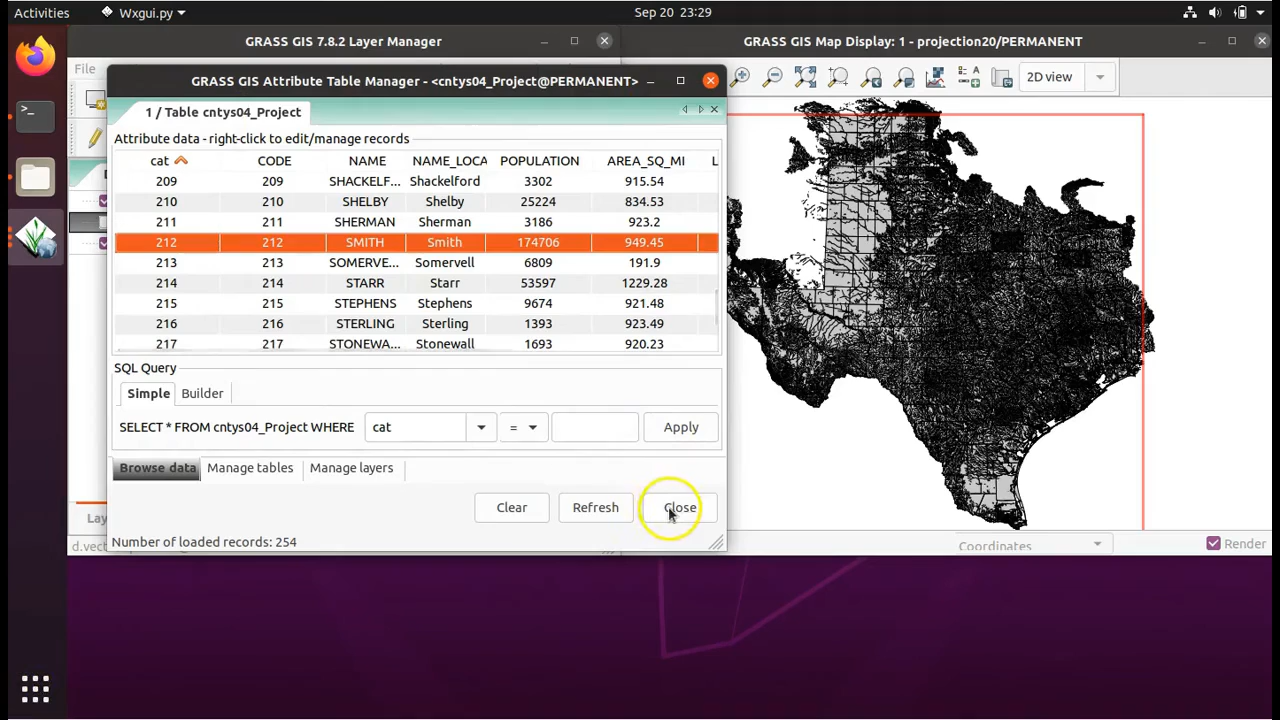 Activities Wxgui.py Sep 20 23:29
GRASS GIS 7.8.2 Layer Manager
GRASS GIS Map Display: 1 - projection20/PERMANENT
File
2D view
GRASS GIS Attribute Table Manager - <cntys04_Project@PERMANENT>
1 / Table cntys04_Project
Attribute data - right-click to edit/manage records
cat CODE NAME NAME_LOCA POPULATION AREA_SQ_MI L
209 209 SHACKELF... Shackelford 3302 915.54
210 210 SHELBY Shelby 25224 834.53
211 211 SHERMAN Sherman 3186 923.2
212 212 SMITH Smith 174706 949.45
213 213 SOMERVE... Somervell 6809 191.9
214 214 STARR Starr 53597 1229.28
215 215 STEPHENS Stephens 9674 921.48
216 216 STERLING Sterling 1393 923.49
217 217 STONEWA... Stonewall 1693 920.23
SQL Query
Simple Builder
SELECT * FROM cntys04_Project WHERE cat = Apply
Browse data Manage tables Manage layers
Clear Refresh Close
Lay
Number of loaded records: 254
d.vec
Coordinates
Render